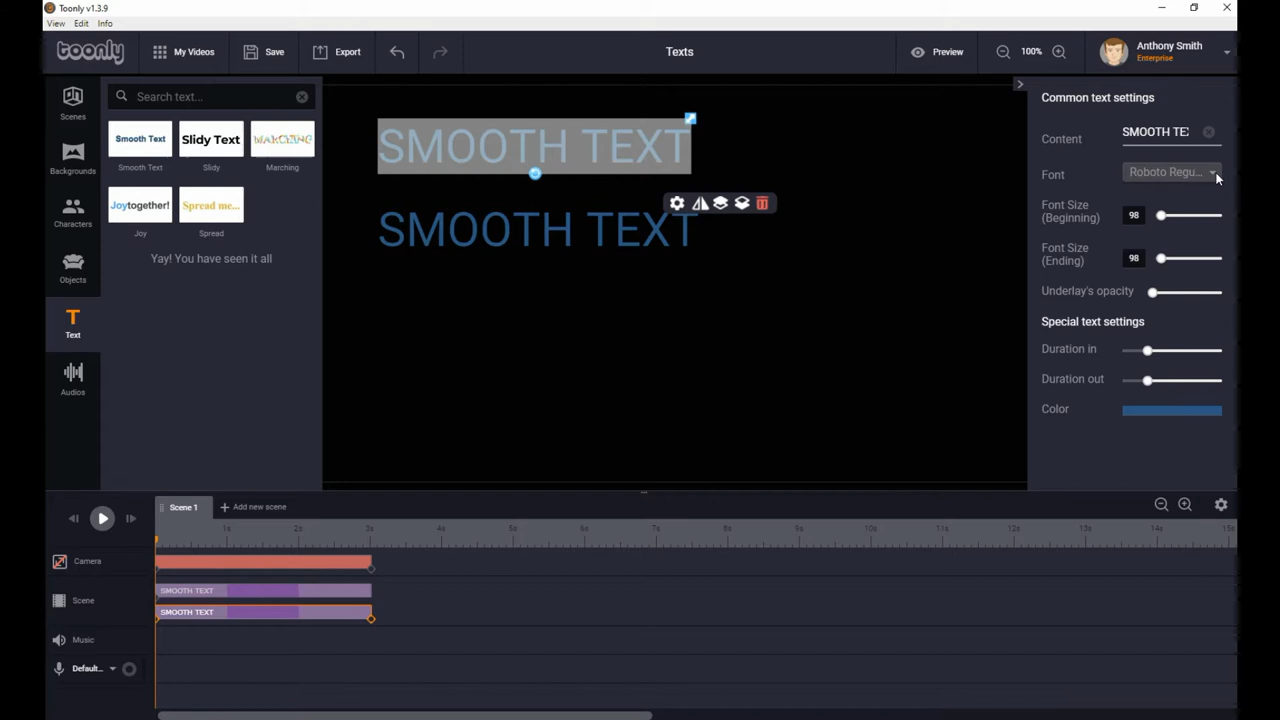 Toonly v1.3.9
View Edit Info
toonly My Videos Save Export Texts Preview 100% Anthony Smith
Enterprise
Scenes
Backgrounds
Characters
Objects
Text
Audios
Search text...
Smooth Text Slidy Text MARCHING
Smooth Text Slidy Marching
Joytogether! Spread me...
Joy Spread
Yay! You have seen it all
SMOOTH TEXT
SMOOTH TEXT
Common text settings
Content SMOOTH TE
Font Roboto Regu...
Font Size
(Beginning) 98
Font Size
(Ending) 98
Underlay's opacity
Special text settings
Duration in
Duration out
Color
Scene 1 Add new scene
1s 2s 3s 4s 5s 6s 7s 8s 9s 10s 11s 12s 13s 14s 15s
Camera
Scene
SMOOTH TEXT
SMOOTH TEXT
Music
Default...